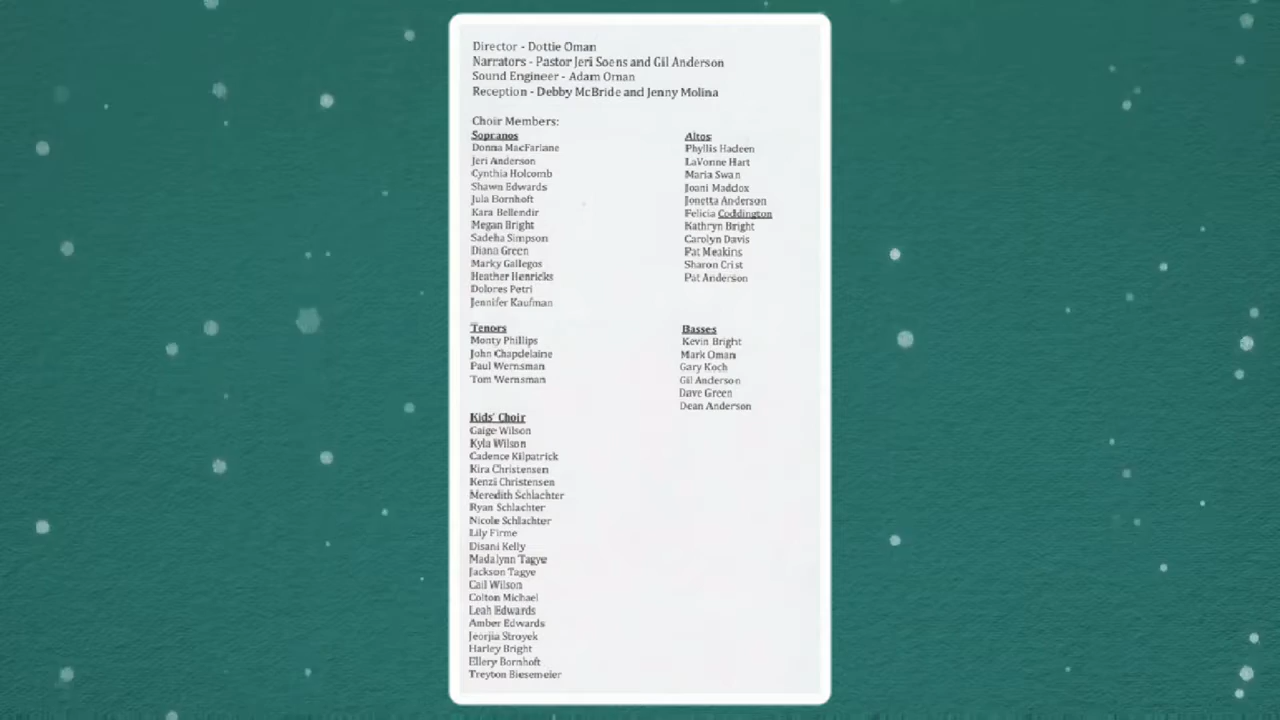 Director - Dottie Oman
Narrators - Pastor Jeri Soens and Gil Anderson
Sound Engineer - Adam Oman
Reception - Debby McBride and Jenny Molina
Choir Members:
Sopranos
Donna MacFarlane
Jeri Anderson
Cynthia Holcomb
Shawn Edwards
Jula Bornhoft
Kara Bellendir
Megan Bright
Sadeha Simpson
Diana Green
Marky Gallegos
Heather Henricks
Dolores Petri
Jennifer Kaufman
Altos
Phyllis Hadeen
LaVonne Hart
Maria Swan
Joani Maddox
Jonetta Anderson
Felicia Coddington
Kathryn Bright
Carolyn Davis
Pat Meakins
Sharon Crist
Pat Anderson
Tenors
Monty Phillips
John Chapdelaine
Paul Wernsman
Tom Wernsman
Basses
Kevin Bright
Mark Oman
Gary Koch
Gil Anderson
Dave Green
Dean Anderson
Kids' Choir
Gaige Wilson
Kyla Wilson
Cadence Kilpatrick
Kira Christensen
Kenzi Christensen
Meredith Schlachter
Ryan Schlachter
Nicole Schlachter
Lily Firme
Disani Kelly
Madalynn Tagye
Jackson Tagye
Cail Wilson
Colton Michael
Leah Edwards
Amber Edwards
Jeorjia Stroyek
Harley Bright
Ellery Bornhoft
Treyton Biesemeier